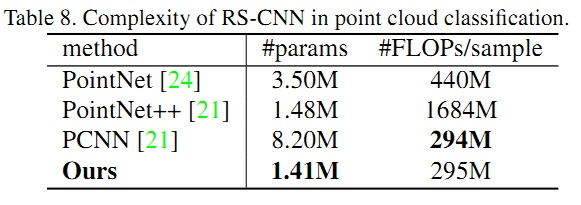 Table 8. Complexity of RS-CNN in point cloud classification.
method #params #FLOPs/sample
PointNet [24] 3.50M 440M
PointNet++ [21] 1.48M 1684M
PCNN [21] 8.20M 294M
Ours 1.41M 295M